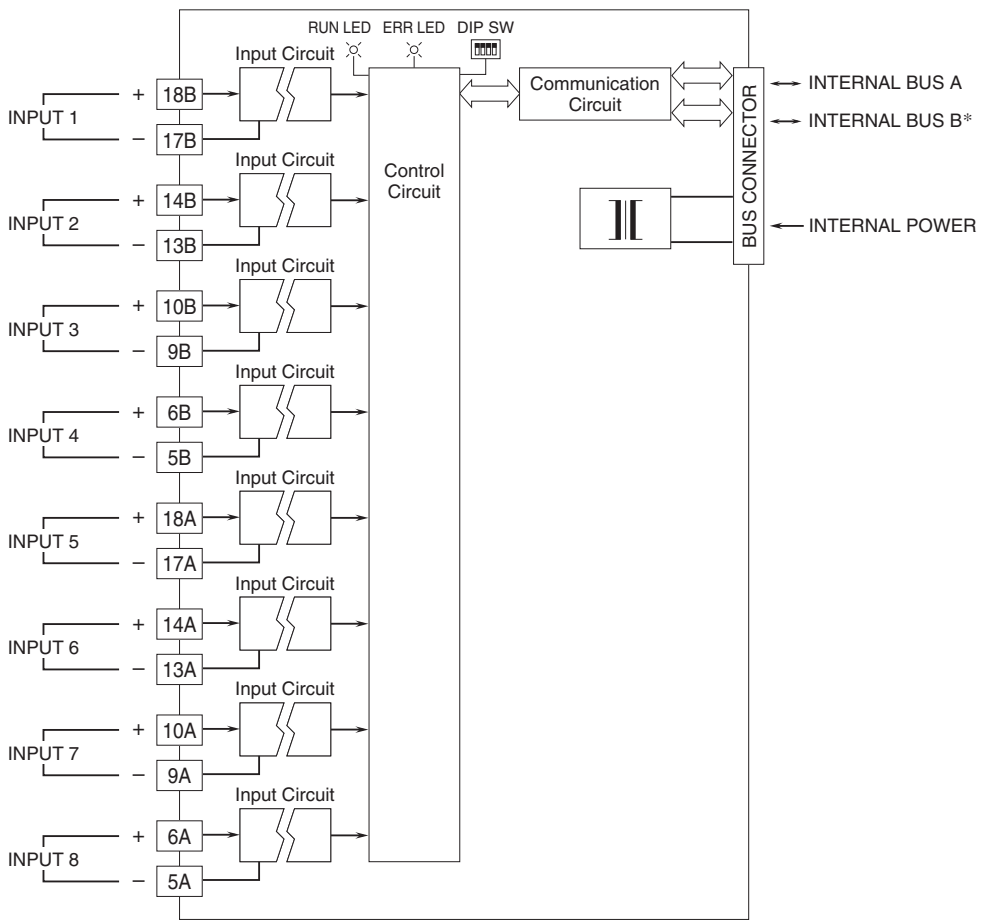 RUN LED ERR LED DIP SW
Input Circuit
INPUT 1
+ 18B
− 17B
Input Circuit
INPUT 2
+ 14B
− 13B
Input Circuit
INPUT 3
+ 10B
− 9B
Input Circuit
INPUT 4
+ 6B
− 5B
Input Circuit
INPUT 5
+ 18A
− 17A
Input Circuit
INPUT 6
+ 14A
− 13A
Input Circuit
INPUT 7
+ 10A
− 9A
Input Circuit
INPUT 8
+ 6A
− 5A
Control
Circuit
Communication
Circuit
BUS CONNECTOR
INTERNAL BUS A
INTERNAL BUS B*
INTERNAL POWER